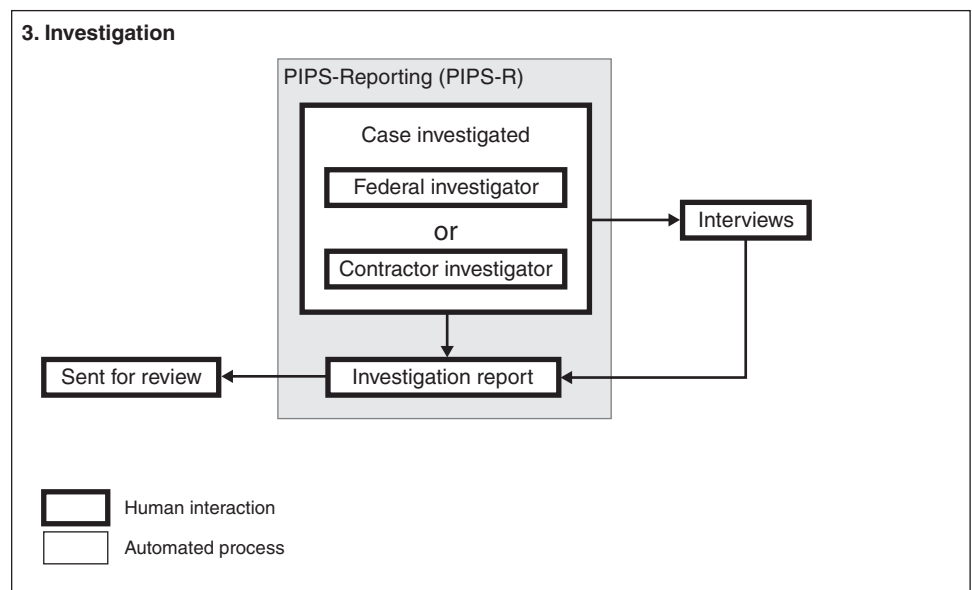 3. Investigation
PIPS-Reporting (PIPS-R)
Case investigated
Federal investigator
or
Contractor investigator
Interviews
Sent for review
Investigation report
Human interaction
Automated process